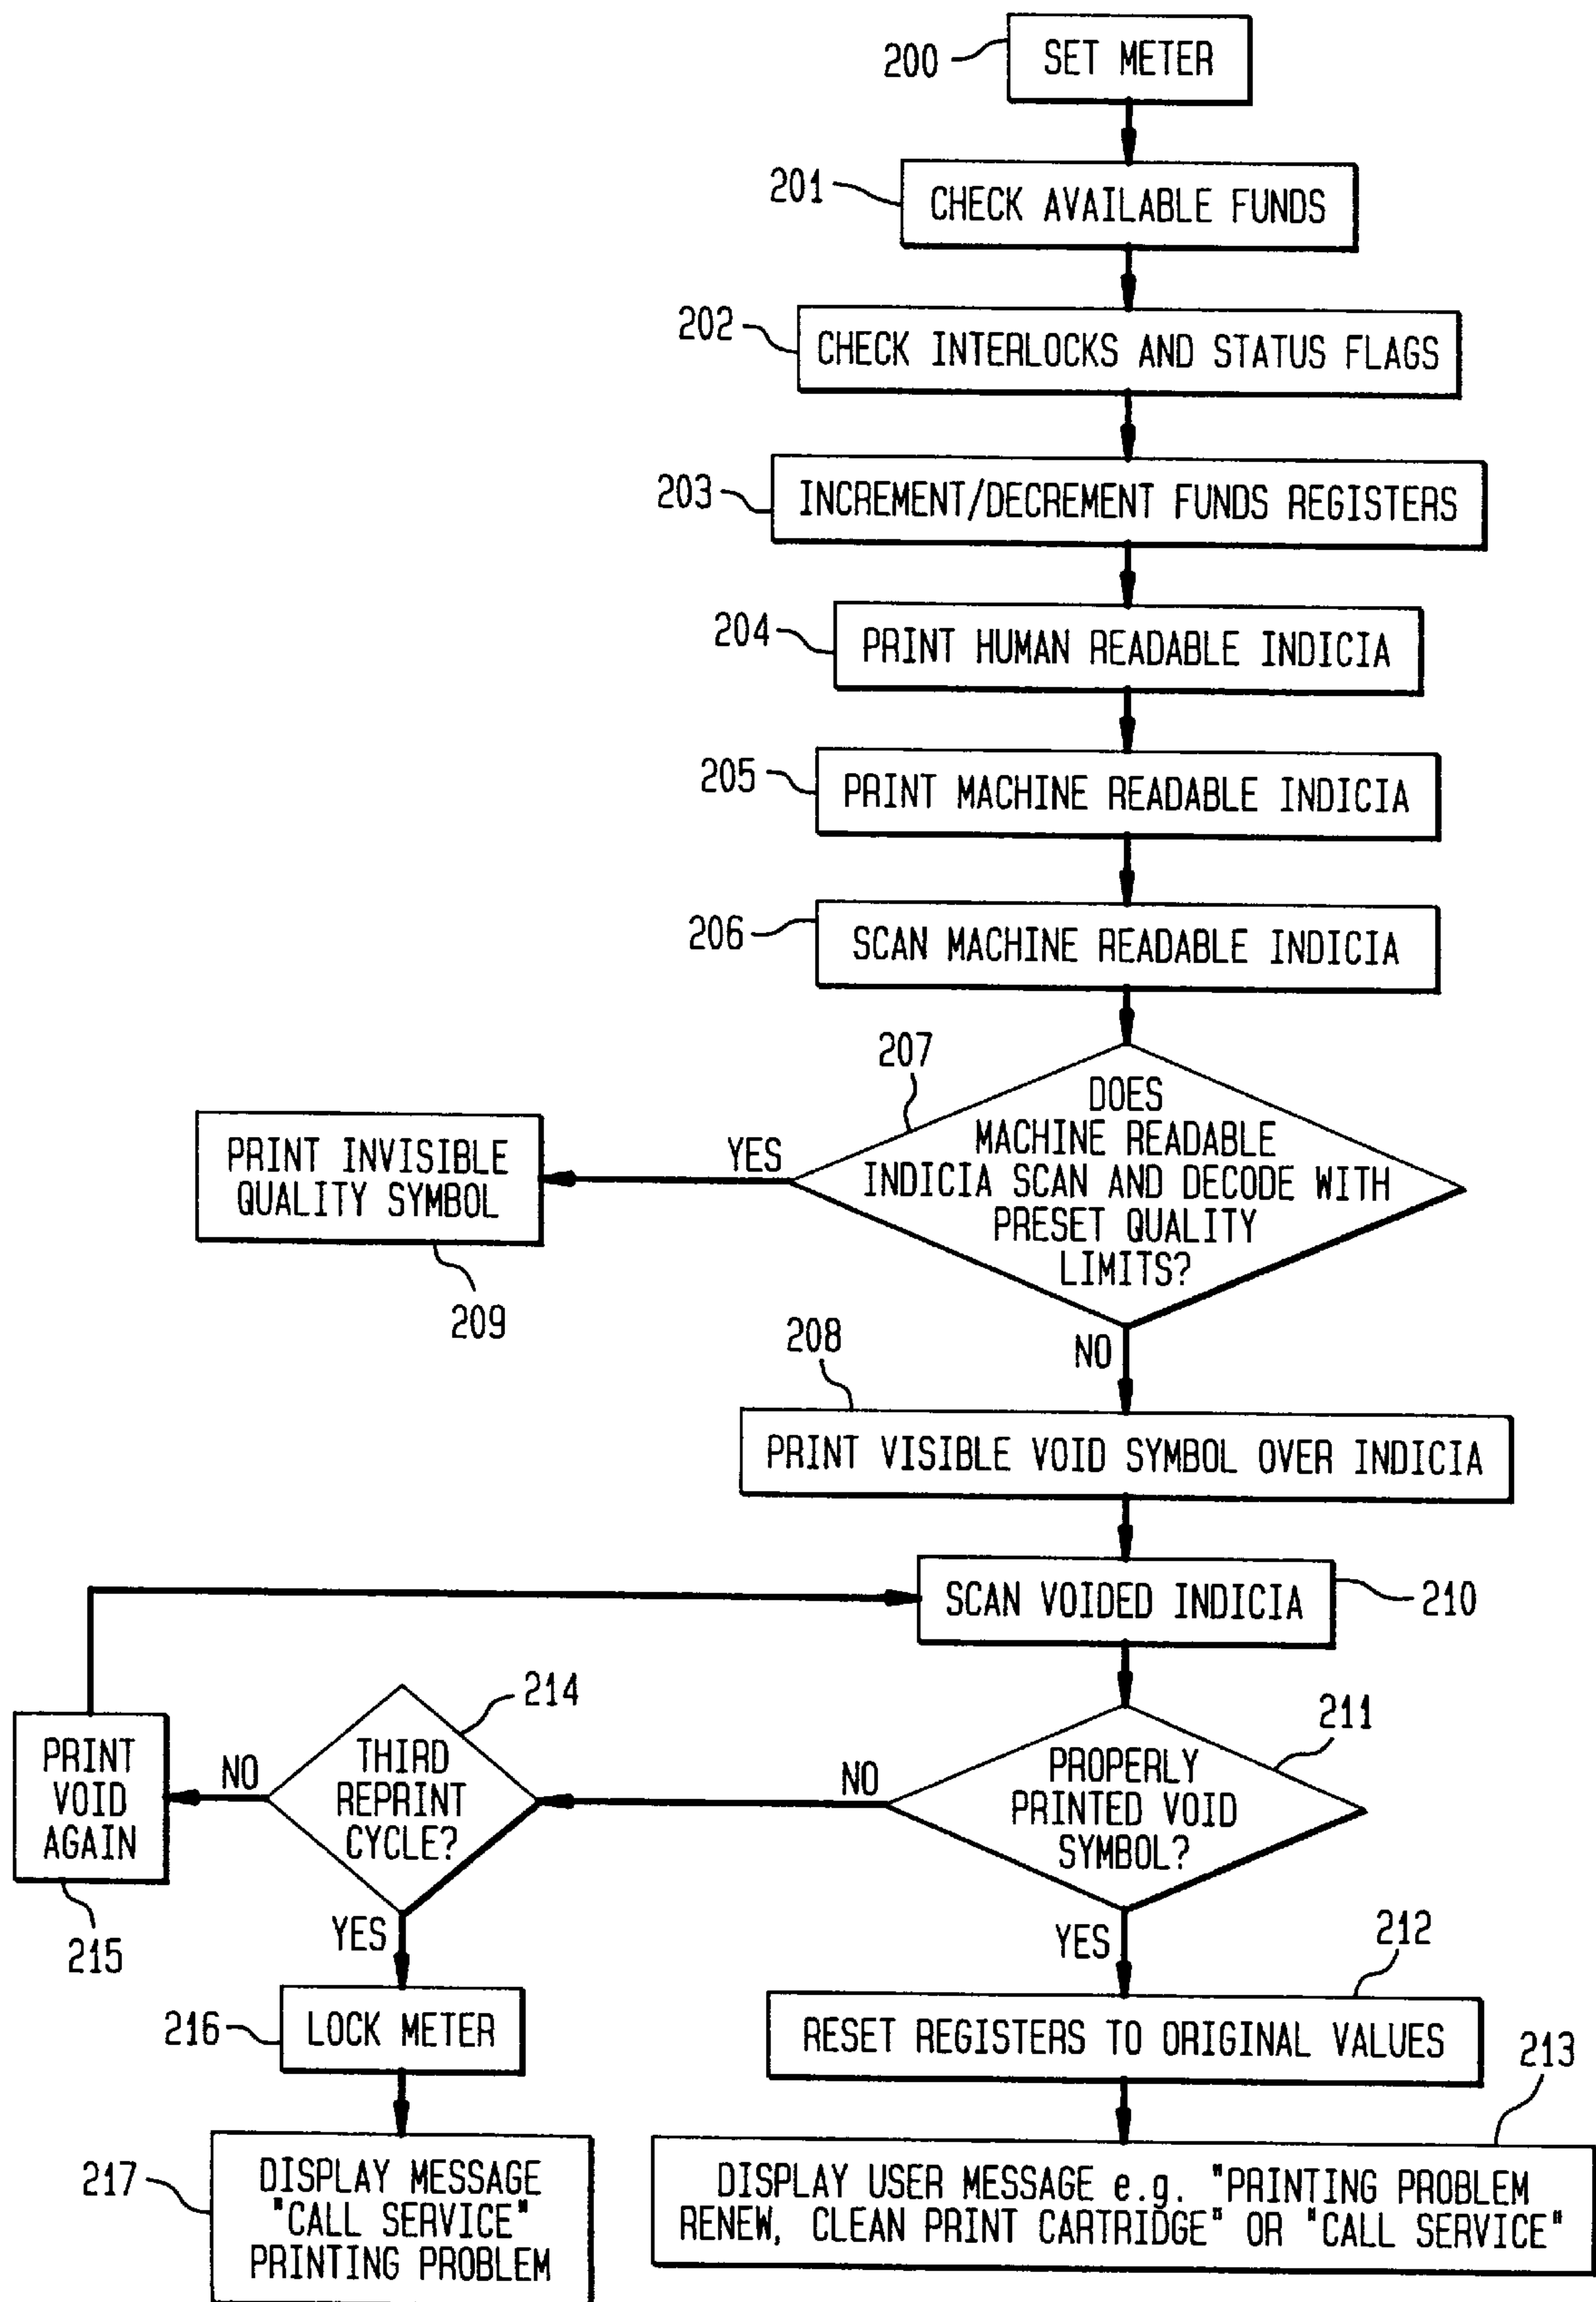 200
SET METER
201
CHECK AVAILABLE FUNDS
202
CHECK INTERLOCKS AND STATUS FLAGS
203
INCREMENT/DECREMENT FUNDS REGISTERS
204
PRINT HUMAN READABLE INDICIA
205
PRINT MACHINE READABLE INDICIA
206
SCAN MACHINE READABLE INDICIA
207
DOES
MACHINE READABLE
INDICIA SCAN AND DECODE WITH
PRESET QUALITY
LIMITS?
YES
PRINT INVISIBLE
QUALITY SYMBOL
209
NO
208
PRINT VISIBLE VOID SYMBOL OVER INDICIA
SCAN VOIDED INDICIA
210
211
PROPERLY
PRINTED VOID
SYMBOL?
NO
214
THIRD
REPRINT
CYCLE?
NO
PRINT
VOID
AGAIN
215
YES
216
LOCK METER
217
DISPLAY MESSAGE
"CALL SERVICE"
PRINTING PROBLEM
YES
212
RESET REGISTERS TO ORIGINAL VALUES
213
DISPLAY USER MESSAGE e.g. "PRINTING PROBLEM
RENEW, CLEAN PRINT CARTRIDGE" OR "CALL SERVICE"